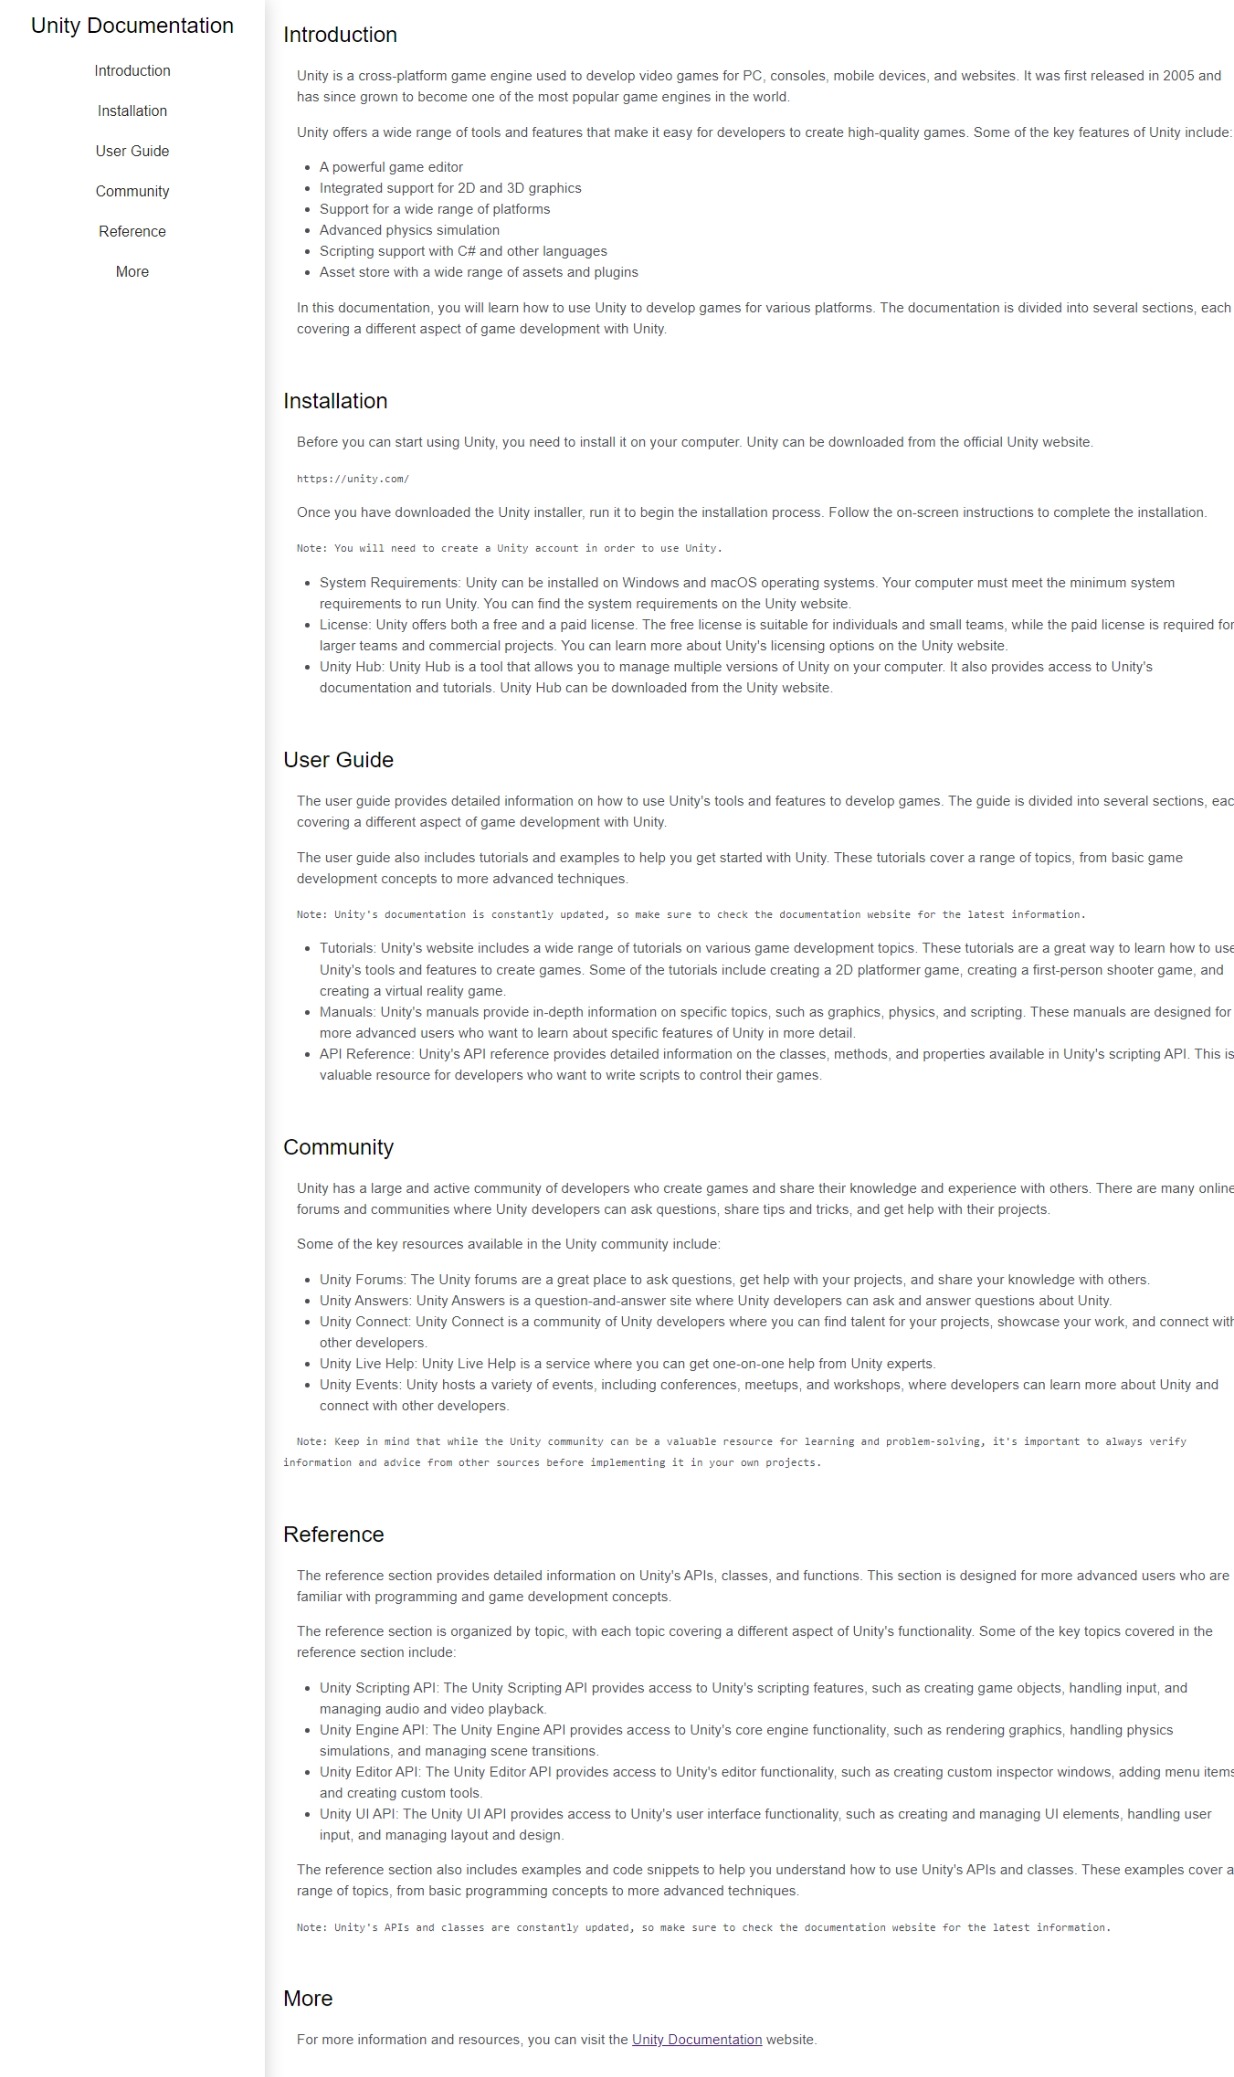 Unity Documentation
Introduction
Installation
User Guide
Community
Reference
More
Introduction
Unity is a cross-platform game engine used to develop video games for PC, consoles, mobile devices, and websites. It was first released in 2005 and
has since grown to become one of the most popular game engines in the world.
Unity offers a wide range of tools and features that make it easy for developers to create high-quality games. Some of the key features of Unity include:
• A powerful game editor
• Integrated support for 2D and 3D graphics
• Support for a wide range of platforms
• Advanced physics simulation
• Scripting support with C# and other languages
• Asset store with a wide range of assets and plugins
In this documentation, you will learn how to use Unity to develop games for various platforms. The documentation is divided into several sections, each
covering a different aspect of game development with Unity.
Installation
Before you can start using Unity, you need to install it on your computer. Unity can be downloaded from the official Unity website.
https://unity.com/
Once you have downloaded the Unity installer, run it to begin the installation process. Follow the on-screen instructions to complete the installation.
Note: You will need to create a Unity account in order to use Unity.
• System Requirements: Unity can be installed on Windows and macOS operating systems. Your computer must meet the minimum system
requirements to run Unity. You can find the system requirements on the Unity website.
• License: Unity offers both a free and a paid license. The free license is suitable for individuals and small teams, while the paid license is required for
larger teams and commercial projects. You can learn more about Unity's licensing options on the Unity website.
• Unity Hub: Unity Hub is a tool that allows you to manage multiple versions of Unity on your computer. It also provides access to Unity's
documentation and tutorials. Unity Hub can be downloaded from the Unity website.
User Guide
The user guide provides detailed information on how to use Unity's tools and features to develop games. The guide is divided into several sections, eac
covering a different aspect of game development with Unity.
The user guide also includes tutorials and examples to help you get started with Unity. These tutorials cover a range of topics, from basic game
development concepts to more advanced techniques.
Note: Unity's documentation is constantly updated, so make sure to check the documentation website for the latest information.
• Tutorials: Unity's website includes a wide range of tutorials on various game development topics. These tutorials are a great way to learn how to use
Unity's tools and features to create games. Some of the tutorials include creating a 2D platformer game, creating a first-person shooter game, and
creating a virtual reality game.
• Manuals: Unity's manuals provide in-depth information on specific topics, such as graphics, physics, and scripting. These manuals are designed for
more advanced users who want to learn about specific features of Unity in more detail.
• API Reference: Unity's API reference provides detailed information on the classes, methods, and properties available in Unity's scripting API. This is
valuable resource for developers who want to write scripts to control their games.
Community
Unity has a large and active community of developers who create games and share their knowledge and experience with others. There are many online
forums and communities where Unity developers can ask questions, share tips and tricks, and get help with their projects.
Some of the key resources available in the Unity community include:
• Unity Forums: The Unity forums are a great place to ask questions, get help with your projects, and share your knowledge with others.
• Unity Answers: Unity Answers is a question-and-answer site where Unity developers can ask and answer questions about Unity.
• Unity Connect: Unity Connect is a community of Unity developers where you can find talent for your projects, showcase your work, and connect with
other developers.
• Unity Live Help: Unity Live Help is a service where you can get one-on-one help from Unity experts.
• Unity Events: Unity hosts a variety of events, including conferences, meetups, and workshops, where developers can learn more about Unity and
connect with other developers.
Note: Keep in mind that while the Unity community can be a valuable resource for learning and problem-solving, it's important to always verify
information and advice from other sources before implementing it in your own projects.
Reference
The reference section provides detailed information on Unity's APIs, classes, and functions. This section is designed for more advanced users who are
familiar with programming and game development concepts.
The reference section is organized by topic, with each topic covering a different aspect of Unity's functionality. Some of the key topics covered in the
reference section include:
• Unity Scripting API: The Unity Scripting API provides access to Unity's scripting features, such as creating game objects, handling input, and
managing audio and video playback.
• Unity Engine API: The Unity Engine API provides access to Unity's core engine functionality, such as rendering graphics, handling physics
simulations, and managing scene transitions.
• Unity Editor API: The Unity Editor API provides access to Unity's editor functionality, such as creating custom inspector windows, adding menu items
and creating custom tools.
• Unity UI API: The Unity UI API provides access to Unity's user interface functionality, such as creating and managing UI elements, handling user
input, and managing layout and design.
The reference section also includes examples and code snippets to help you understand how to use Unity's APIs and classes. These examples cover a
range of topics, from basic programming concepts to more advanced techniques.
Note: Unity's APIs and classes are constantly updated, so make sure to check the documentation website for the latest information.
More
For more information and resources, you can visit the Unity Documentation website.